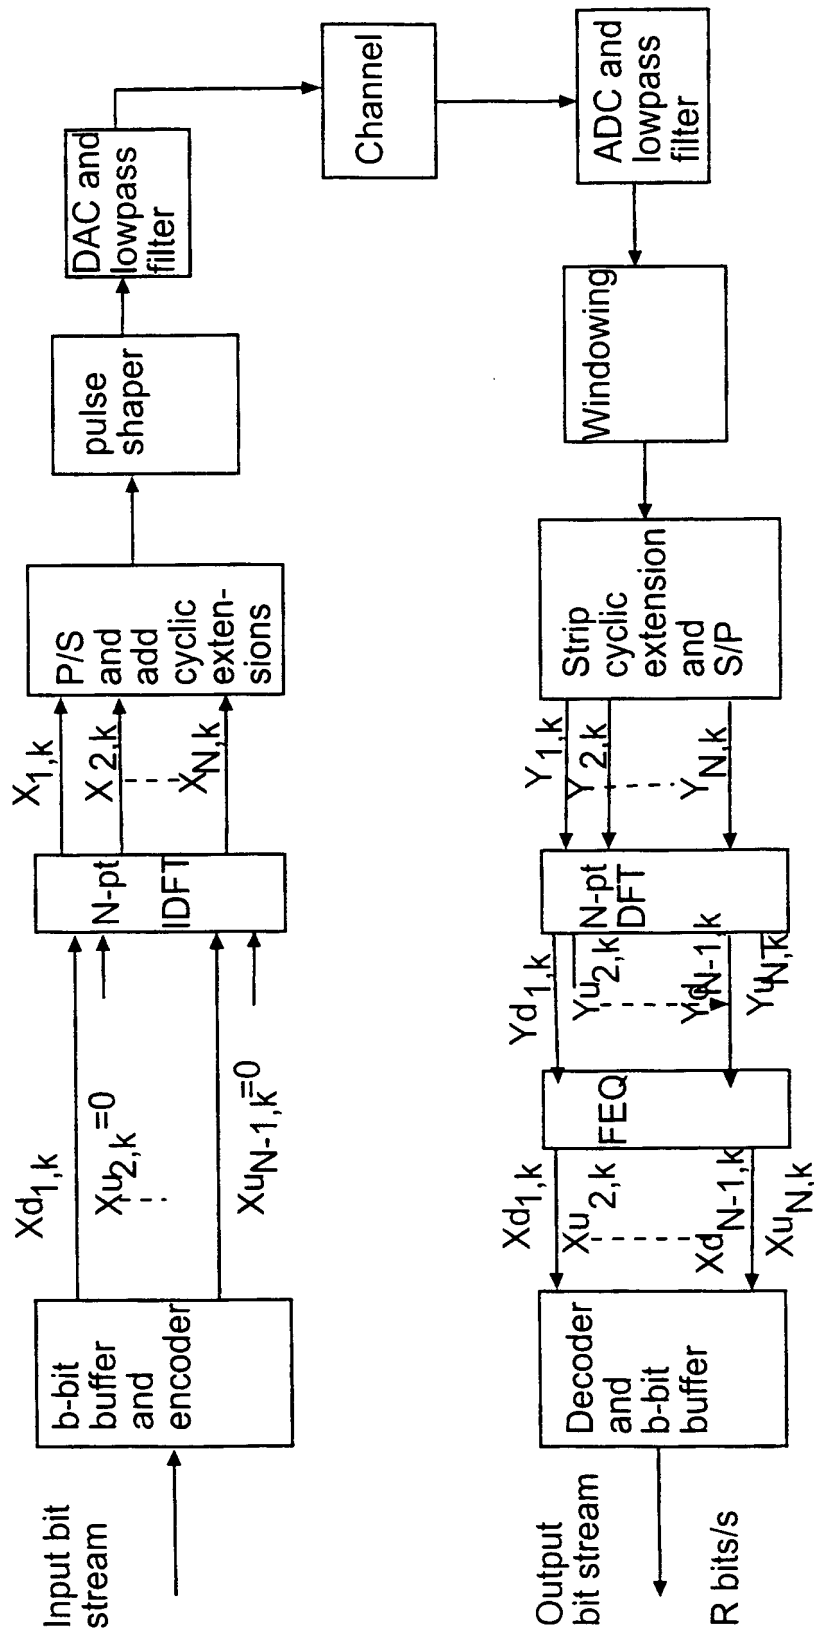 Input bit
stream
b-bit
buffer
and
encoder
Xd1,k
Xu2,k=0
XuN-1,k=0
N-pt
IDFT
X1,k
X2,k
XN,k
P/S
and
add
cyclic
exten-
sions
pulse
shaper
DAC and
lowpass
filter
Channel
ADC and
lowpass
filter
Windowing
Strip
cyclic
extension
and
S/P
Y1,k
Y2,k
YN,k
N-pt
DFT
Yd1,k
Yu2,k
YdN-1,k
YuN,k
FEQ
Xd1,k
Xu2,k
XdN-1,k
XuN,k
Decoder
and
b-bit
buffer
Output
bit stream
R bits/s